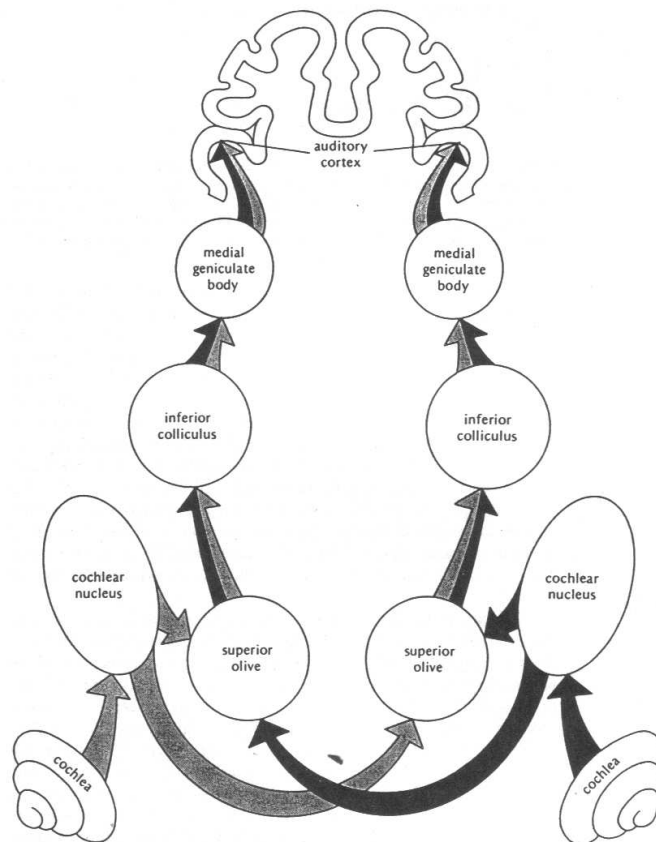 auditory
cortex
medial
geniculate
body
medial
geniculate
body
inferior
colliculus
inferior
colliculus
cochlear
nucleus
cochlear
nucleus
superior
olive
superior
olive
cochlea
cochlea